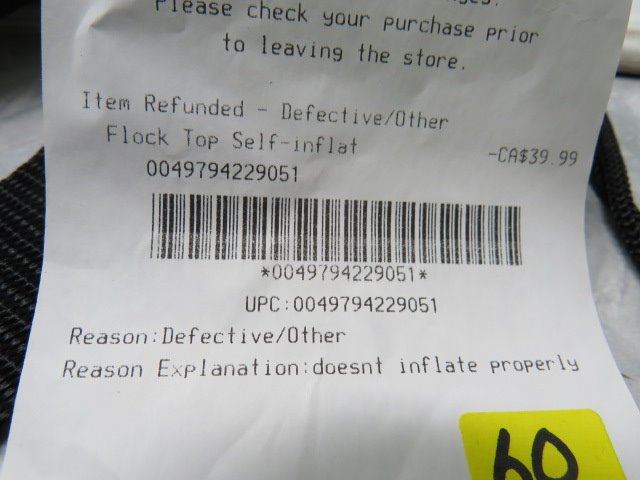 Please check your purchase prior
to leaving the store.
Item Refunded - Defective/Other
Flock Top Self-inflat
-CA$39.99
0049794229051
*0049794229051*
UPC:0049794229051
Reason:Defective/Other
Reason Explanation:doesnt inflate properly
60